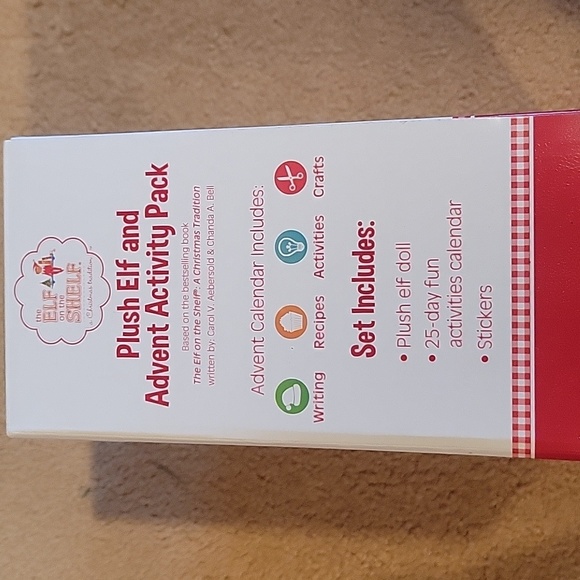 the
ELF
on the
SHELF®
a Christmas tradition™
Plush Elf and
Advent Activity Pack
Based on the bestselling book
The Elf on the Shelf®: A Christmas Tradition
written by: Carol V. Aebersold & Chanda A. Bell
Advent Calendar Includes:
Writing Recipes Activities Crafts
Set Includes:
• Plush elf doll
• 25-day fun
activities calendar
• Stickers